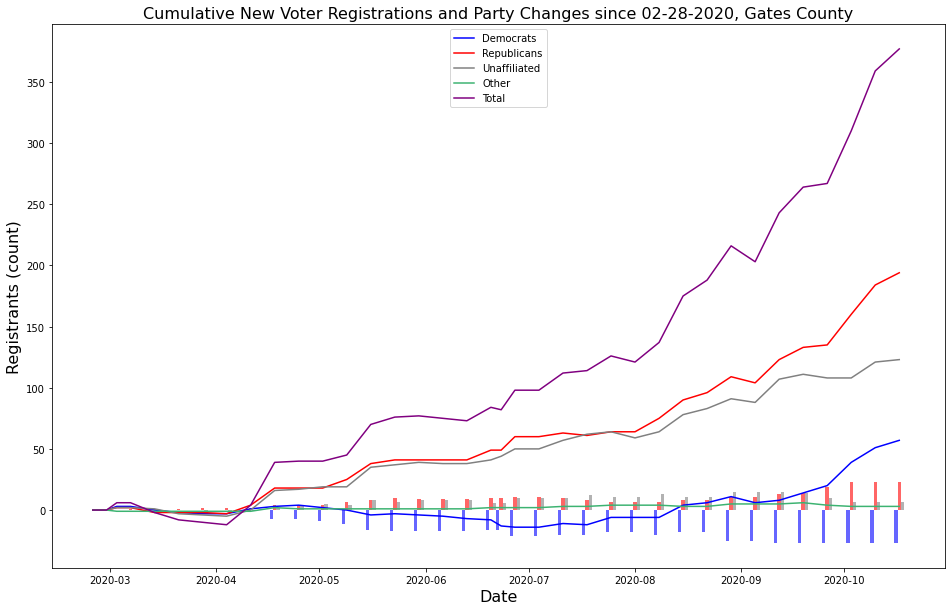 Cumulative New Voter Registrations and Party Changes since 02-28-2020, Gates County
Democrats
Republicans
Unaffiliated
Other
Total
Registrants (count)
350
300
250
200
150
100
50
0
2020-03
2020-04
2020-05
2020-06
2020-07
2020-08
2020-09
2020-10
Date